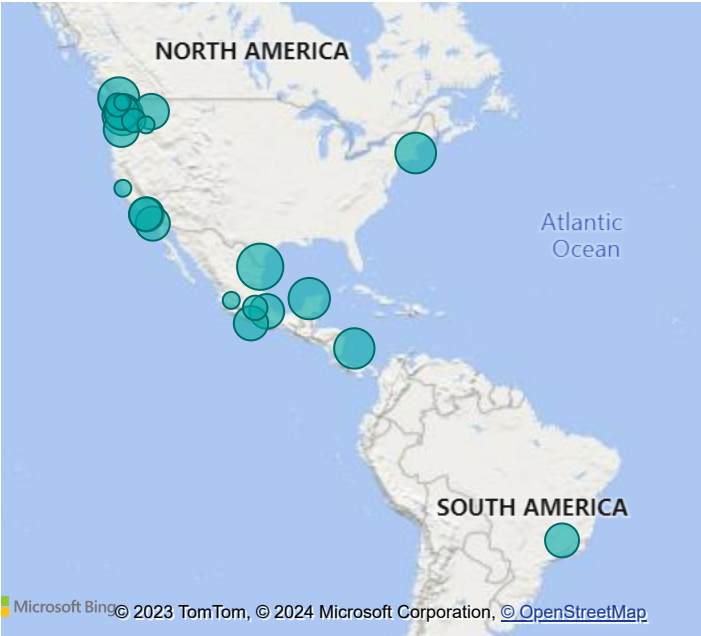 NORTH AMERICA
Atlantic
Ocean
SOUTH AMERICA
Microsoft Bing
© 2023 TomTom, © 2024 Microsoft Corporation, © OpenStreetMap